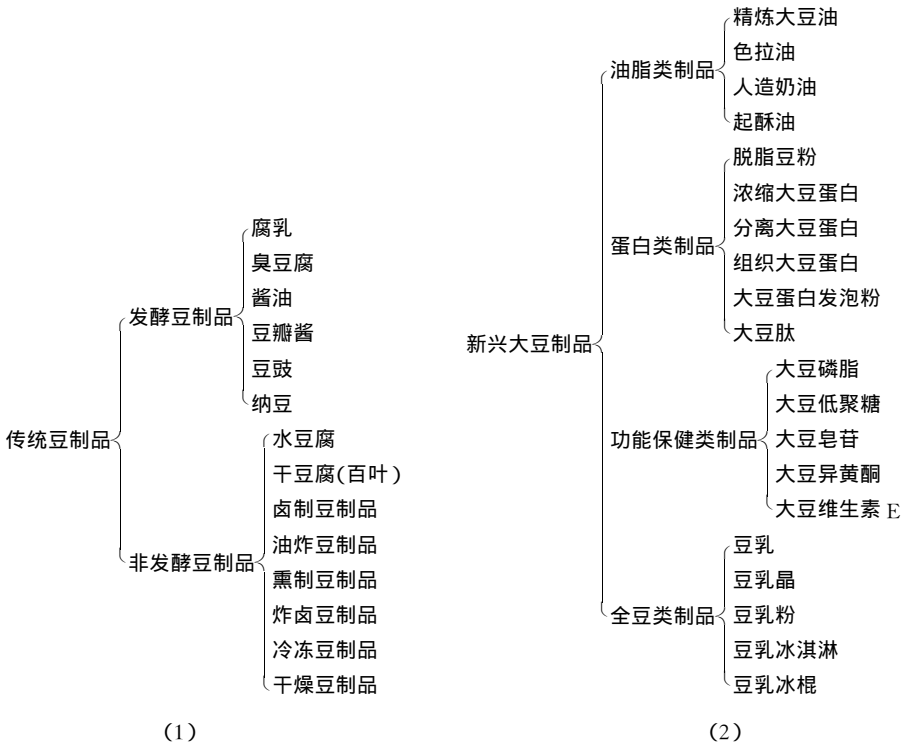 传统豆制品
发酵豆制品
腐乳
臭豆腐
酱油
豆瓣酱
豆豉
纳豆
非发酵豆制品
水豆腐
干豆腐(百叶)
卤制豆制品
油炸豆制品
熏制豆制品
炸卤豆制品
冷冻豆制品
干燥豆制品
(1)
新兴大豆制品
油脂类制品
精炼大豆油
色拉油
人造奶油
起酥油
蛋白类制品
脱脂豆粉
浓缩大豆蛋白
分离大豆蛋白
组织大豆蛋白
大豆蛋白发泡粉
大豆肽
功能保健类制品
大豆磷脂
大豆低聚糖
大豆皂苷
大豆异黄酮
大豆维生素 E
全豆类制品
豆乳
豆乳晶
豆乳粉
豆乳冰淇淋
豆乳冰棍
(2)